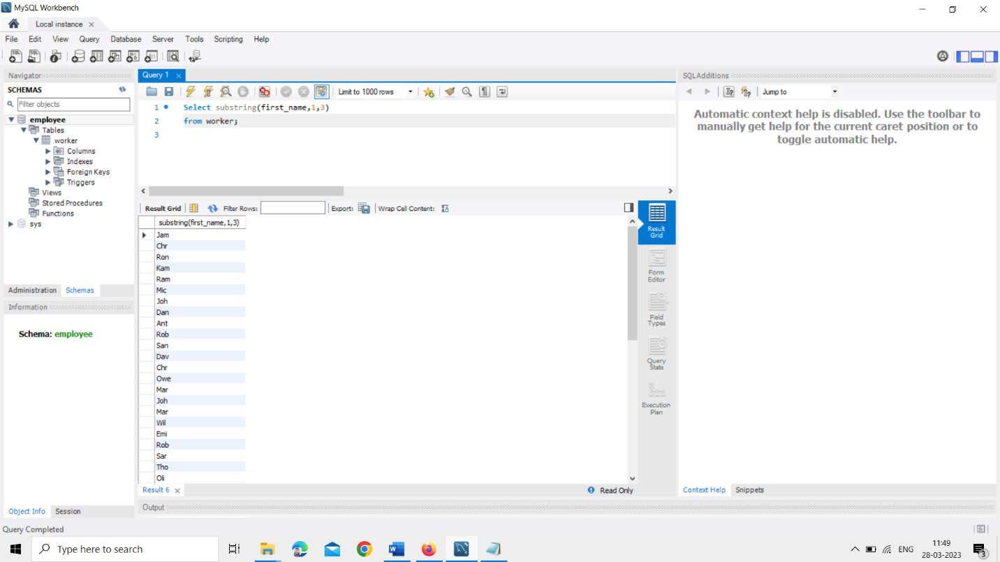 MySQL Workbench
Local instance
File Edit View Query Database Server Tools Scripting Help
Navigator
SCHEMAS
Filter objects
employee
Tables
worker
Columns
Indexes
Foreign Keys
Triggers
Views
Stored Procedures
Functions
sys
Administration Schemas
Information
Schema: employee
Object Info Session
Query 1
Limit to 1000 rows
1 Select substring(first_name,1,3)
2 from worker;
3
Result Grid Filter Rows: Export: Wrap Cell Content:
substring(first_name,1,3)
Jam
Chr
Ron
Kam
Ram
Mic
Joh
Dan
Ant
Rob
San
Dav
Chr
Owe
Mar
Joh
Mar
Wil
Emi
Rob
Sar
Tho
Oli
Result
Grid
Form
Editor
Field
Types
Query
Stats
Execution
Plan
Result 6
Read Only
Output
SQLAdditions
Jump to
Automatic context help is disabled. Use the toolbar to
manually get help for the current caret position or to
toggle automatic help.
Context Help Snippets
Query Completed
Type here to search
ENG
11:49
28-03-2023
3